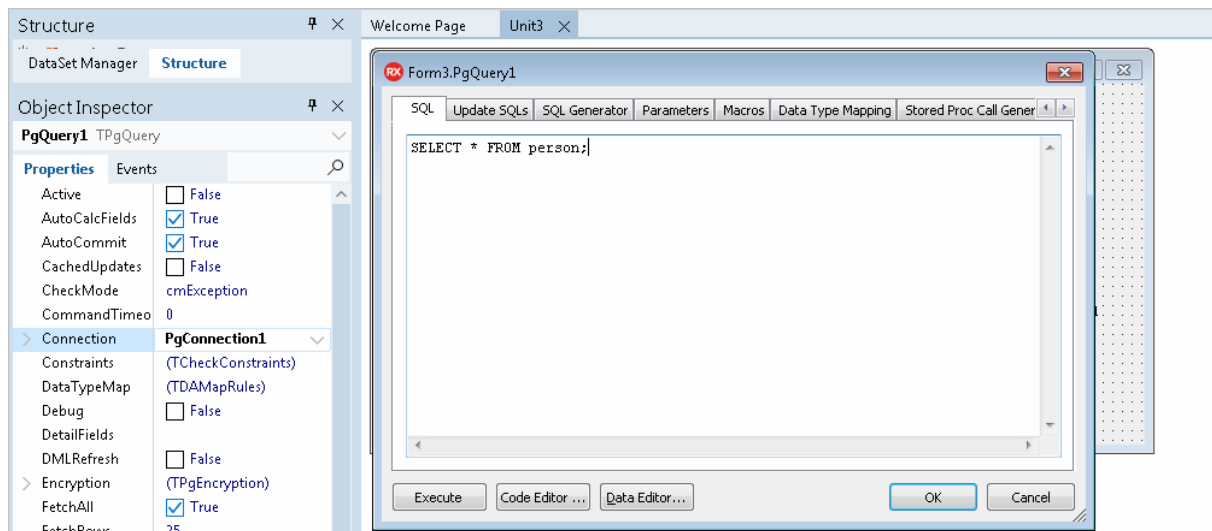 Structure
DataSet Manager Structure
Object Inspector
PgQuery1 TPgQuery
Properties Events
Active False
AutoCalcFields True
AutoCommit True
CachedUpdates False
CheckMode cmException
CommandTimeo 0
Connection PgConnection1
Constraints (TCheckConstraints)
DataTypeMap (TDAMapRules)
Debug False
DetailFields
DMLRefresh False
Encryption (TPgEncryption)
FetchAll True
FetchRows 25
Welcome Page Unit3
RX Form3.PgQuery1
SQL Update SQLs SQL Generator Parameters Macros Data Type Mapping Stored Proc Call Gener
SELECT * FROM person;
Execute Code Editor ... Data Editor... OK Cancel